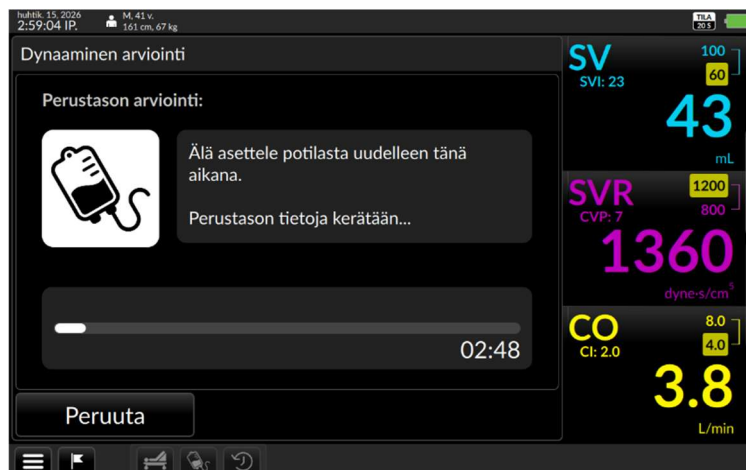 huhtik. 15, 2026
2:59:04 IP.
M, 41 v.
161 cm, 67 kg
TILA
20 S
Dynaaminen arviointi
Perustason arviointi:
Älä asettele potilasta uudelleen tänä
aikana.
Perustason tietoja kerätään...
02:48
Peruuta
SV
SVI: 23
100
60
43
mL
SVR
CVP: 7
1200
800
1360
dyne·s/cm⁵
CO
CI: 2.0
8.0
4.0
3.8
L/min